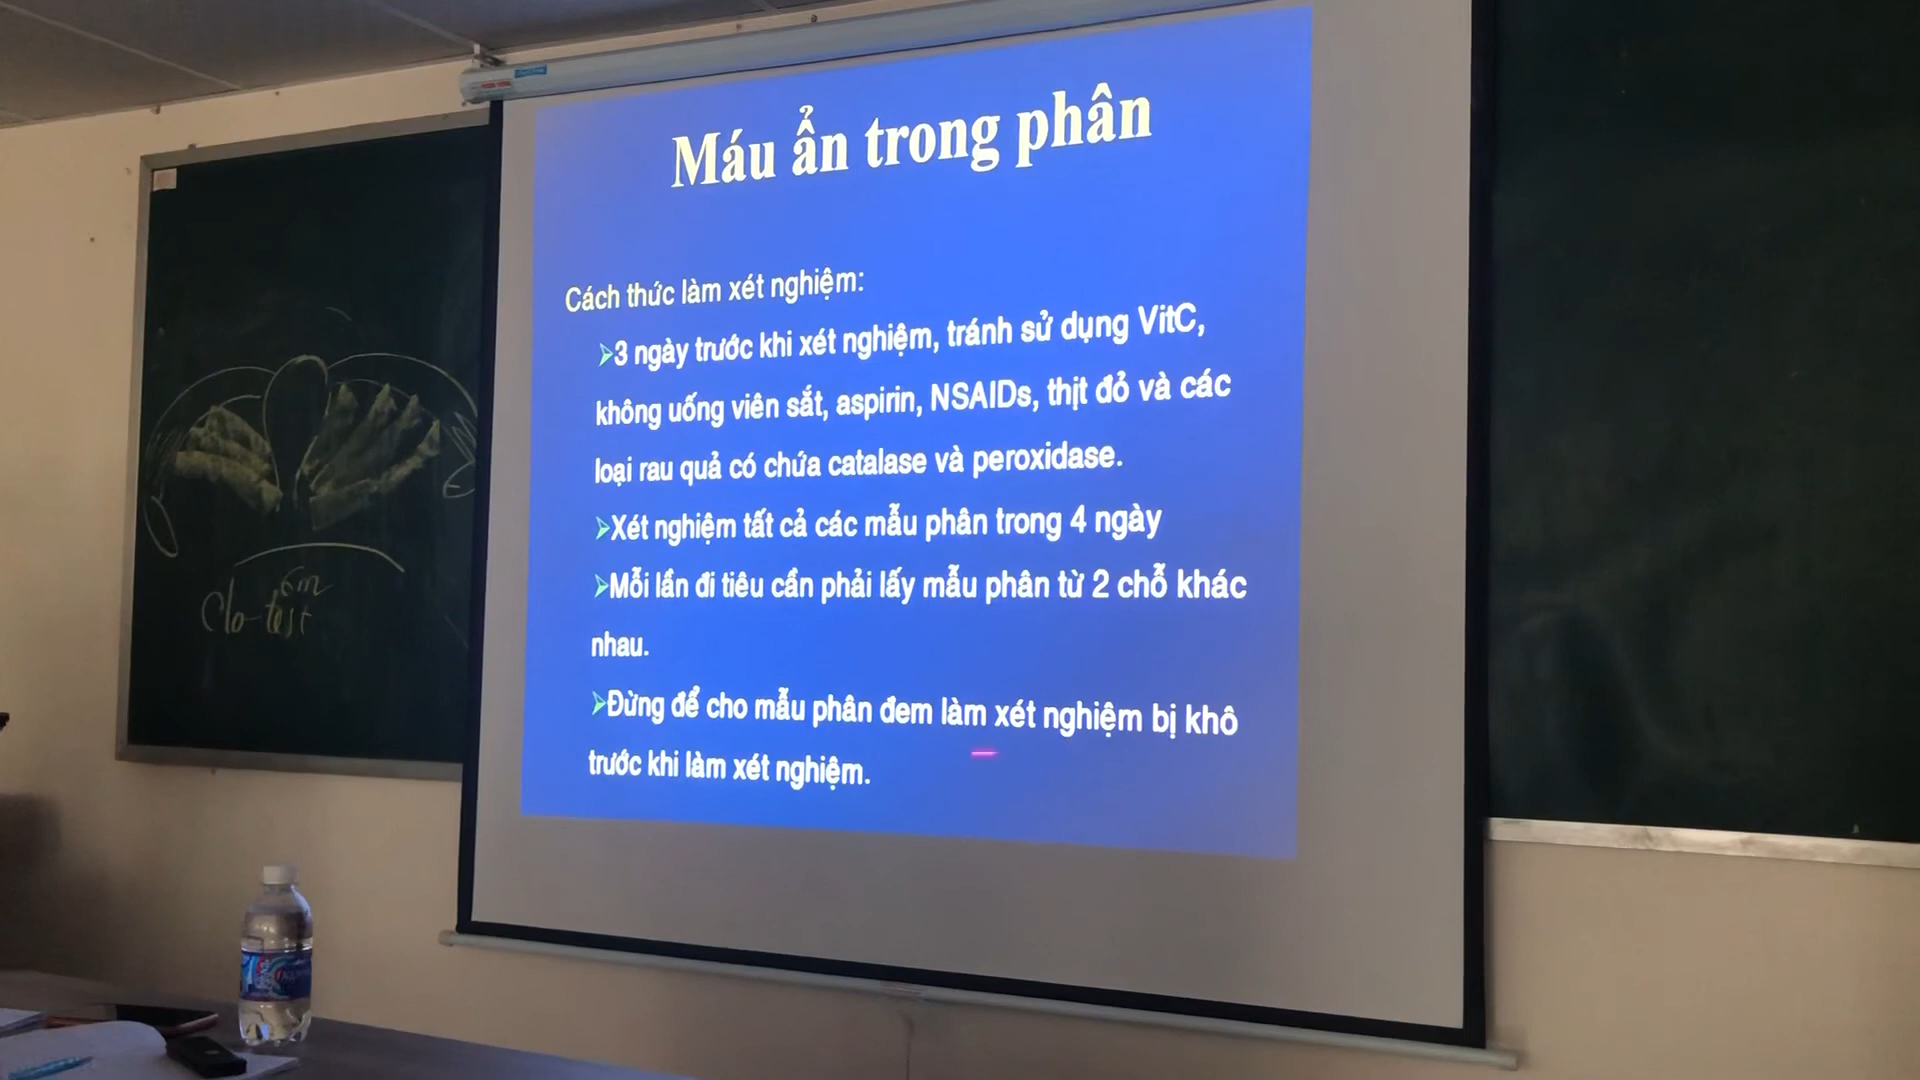 Máu ẩn trong phân
Cách thức làm xét nghiệm:
➢3 ngày trước khi xét nghiệm, tránh sử dụng VitC,
không uống viên sắt, aspirin, NSAIDs, thịt đỏ và các
loại rau quả có chứa catalase và peroxidase.
➢Xét nghiệm tất cả các mẫu phân trong 4 ngày
➢Mỗi lần đi tiêu cần phải lấy mẫu phân từ 2 chỗ khác
nhau.
➢Đừng để cho mẫu phân đem làm xét nghiệm bị khô
trước khi làm xét nghiệm.
Clo-test